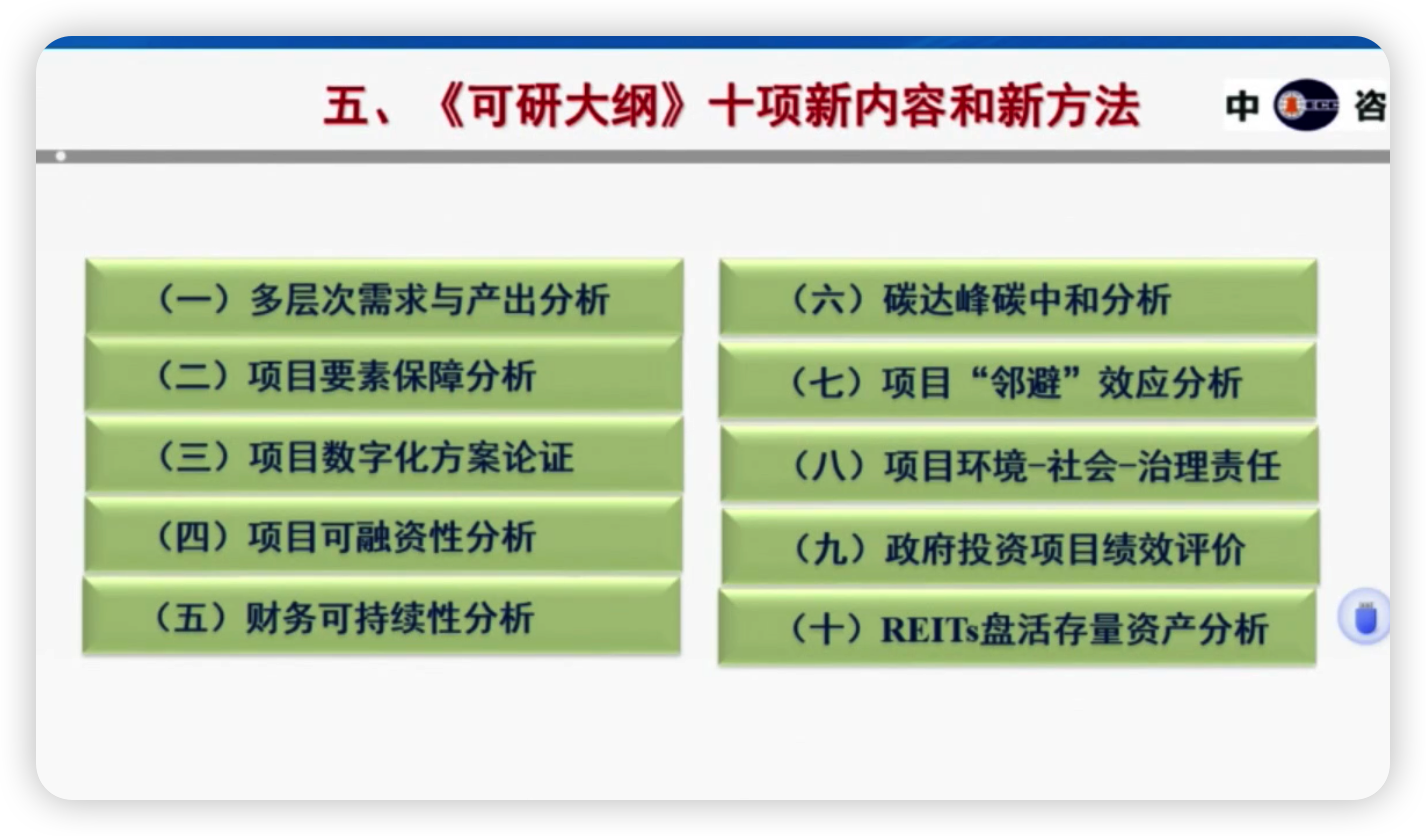 五、《可研大纲》十项新内容和新方法
中 咨
（一）多层次需求与产出分析
（二）项目要素保障分析
（三）项目数字化方案论证
（四）项目可融资性分析
（五）财务可持续性分析
（六）碳达峰碳中和分析
（七）项目“邻避”效应分析
（八）项目环境-社会-治理责任
（九）政府投资项目绩效评价
（十）REITs盘活存量资产分析